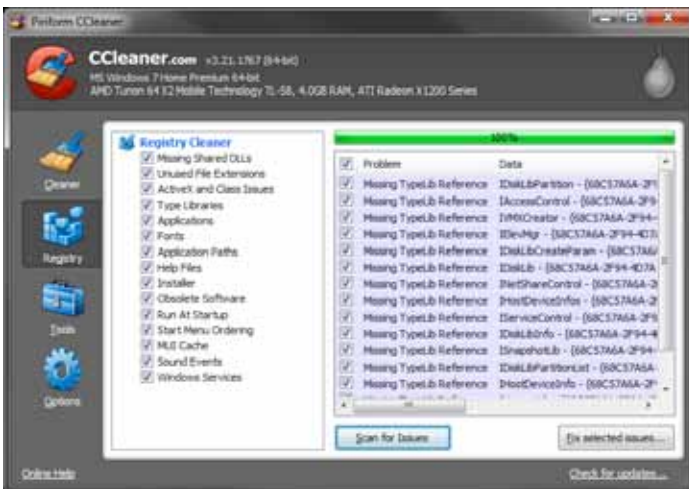 Piriform CCleaner
CCleaner.com v3.21.1767 (64-bit)
MS Windows 7 Home Premium 64-bit
AMD Turion 64 X2 Mobile Technology TL-58, 4.0GB RAM, ATI Radeon X1200 Series
Cleaner
Registry
Tools
Options
Registry Cleaner
Missing Shared DLLs
Unused File Extensions
ActiveX and Class Issues
Type Libraries
Applications
Fonts
Application Paths
Help Files
Installer
Obsolete Software
Run At Startup
Start Menu Ordering
MUI Cache
Sound Events
Windows Services
100%
Problem Data
Missing TypeLib Reference IDiskLibPartition - {68C57A6A-2F9
Missing TypeLib Reference IAccessControl - {68C57A6A-2F9
Missing TypeLib Reference IVMXCreator - {68C57A6A-2F94-
Missing TypeLib Reference - {68C57A6A-2F94-4D7A
Missing TypeLib Reference IDiskLibCreateParam - {68C57A6A
Missing TypeLib Reference IDiskLib - {68C57A6A-2F94-4D7A
Missing TypeLib Reference INetShareControl - {68C57A6A-2
Missing TypeLib Reference IHostDeviceInfos - {68C57A6A-2
Missing TypeLib Reference IServiceControl - {68C57A6A-2F9
Missing TypeLib Reference IDiskLibInfo - {68C57A6A-2F94-4
Missing TypeLib Reference ISnapshotLib - {68C57A6A-2F94-
Missing TypeLib Reference IDiskLibPartitionList - {68C57A6A
Missing TypeLib Reference IHostDeviceInfo - {68C57A6A-2F9
Scan for Issues
Fix selected issues...
Online Help
Check for updates...